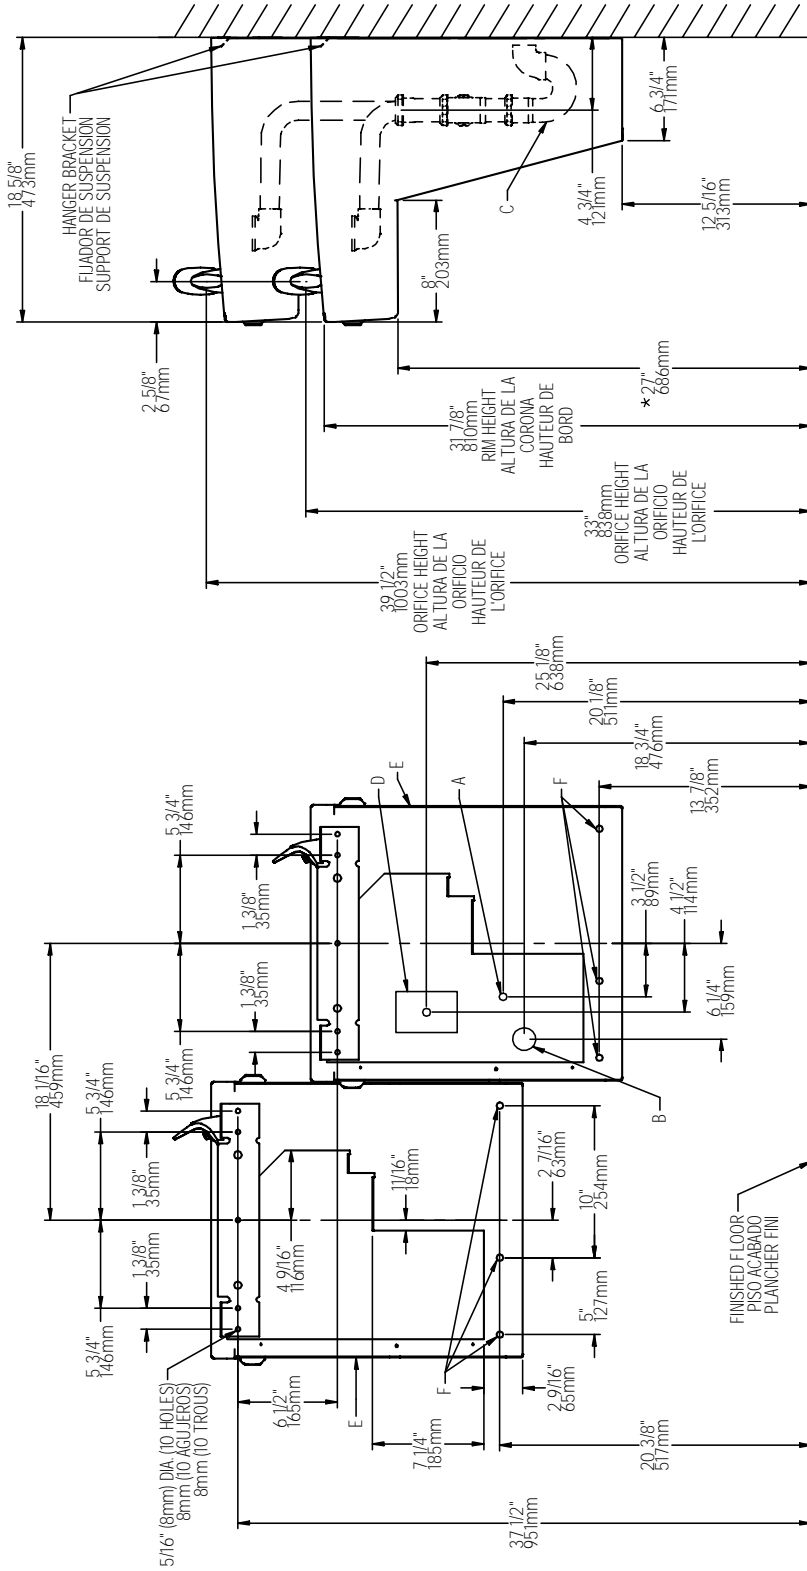 18 5/8"
473mm
HANGER BRACKET
FIJADOR DE SUSPENSION
SUPPORT DE SUSPENSION
2 5/8"
67mm
8"
203mm
C
4 3/4"
121mm
6 3/4"
171mm
12 5/16"
313mm
*27"
686mm
31 7/8"
810mm
RIM HEIGHT
ALTURA DE LA
CORONA
HAUTEUR DE
BORD
33"
838mm
ORIFICE HEIGHT
ALTURA DE LA
ORIFICIO
HAUTEUR DE
L'ORIFICE
39 1/2"
1003mm
ORIFICE HEIGHT
ALTURA DE LA
ORIFICIO
HAUTEUR DE
L'ORIFICE
25 1/8"
638mm
20 1/8"
511mm
18 3/4"
476mm
13 7/8"
352mm
18 1/16"
459mm
5 3/4"
146mm
1 3/8"
35mm
1 3/8"
35mm
5 3/4"
146mm
D
E
A
F
B
3 1/2"
89mm
4 1/2"
114mm
6 1/4"
159mm
5 3/4"
146mm
1 3/8"
35mm
1 3/8"
35mm
5 3/4"
146mm
5/16" (8mm) DIA. (10 HOLES)
8mm (10 AGUJEROS)
8mm (10 TROUS)
4 9/16"
116mm
11/16"
18mm
6 1/2"
165mm
E
F
7 1/4"
185mm
2 7/16"
63mm
10"
254mm
5"
127mm
2 9/16"
65mm
20 3/8"
517mm
37 1/2"
951mm
FINISHED FLOOR
PISO ACABADO
PLANCHER FINI